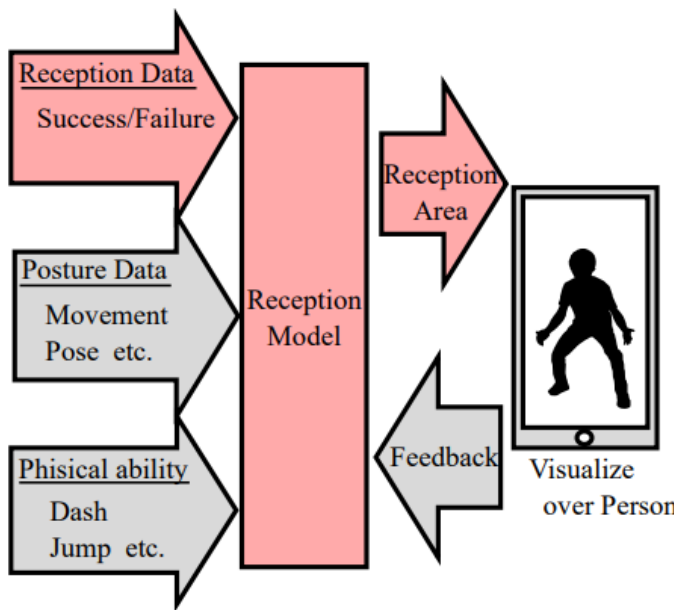 Reception Data
Success/Failure
Posture Data
Movement
Pose etc.
Phisical ability
Dash
Jump etc.
Reception
Model
Reception
Area
Feedback
Visualize
over Person